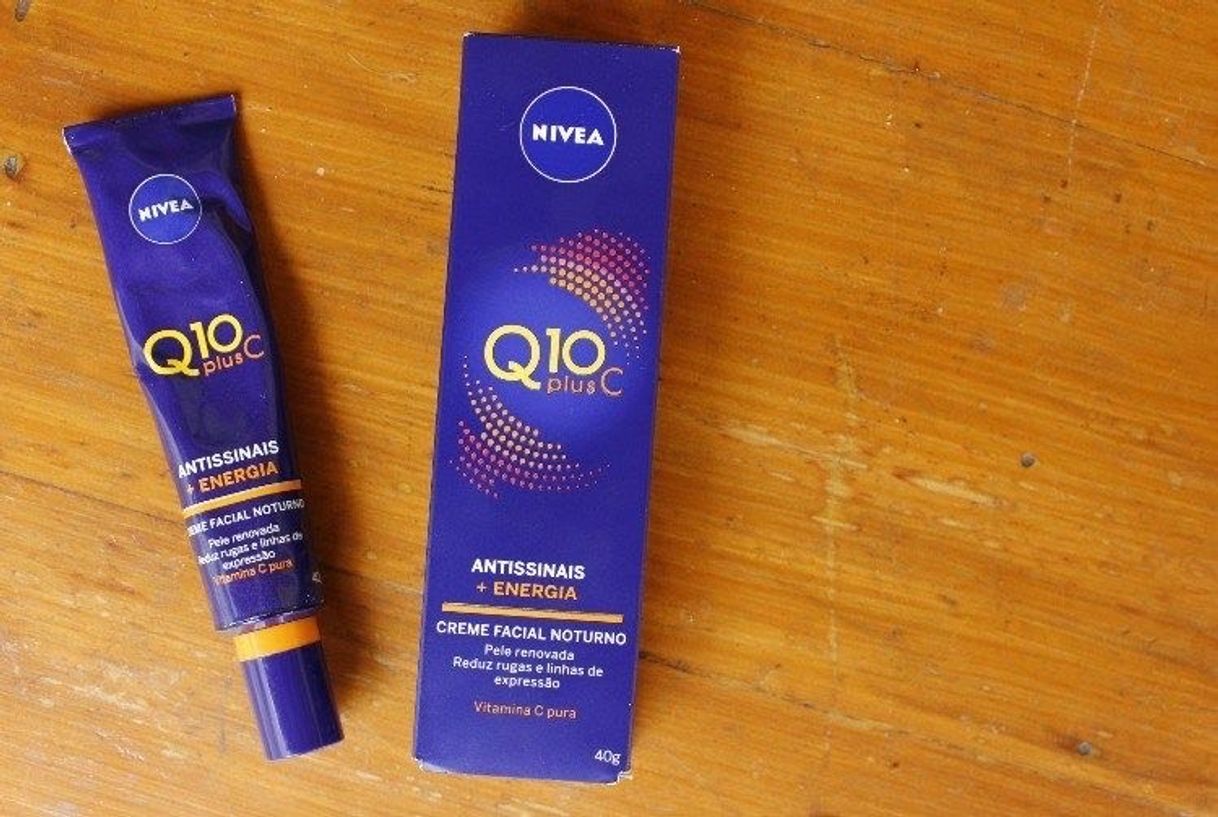 NIVEA
Q10
plus C
ANTISSINAIS
+ ENERGIA
CREME FACIAL NOTURNO
Pele renovada
Reduz rugas e linhas de
expressão
Vitamina C pura
NIVEA
Q10
plus C
ANTISSINAIS
+ ENERGIA
CREME FACIAL NOTURNO
Pele renovada
Reduz rugas e linhas de
expressão
Vitamina C pura
40g